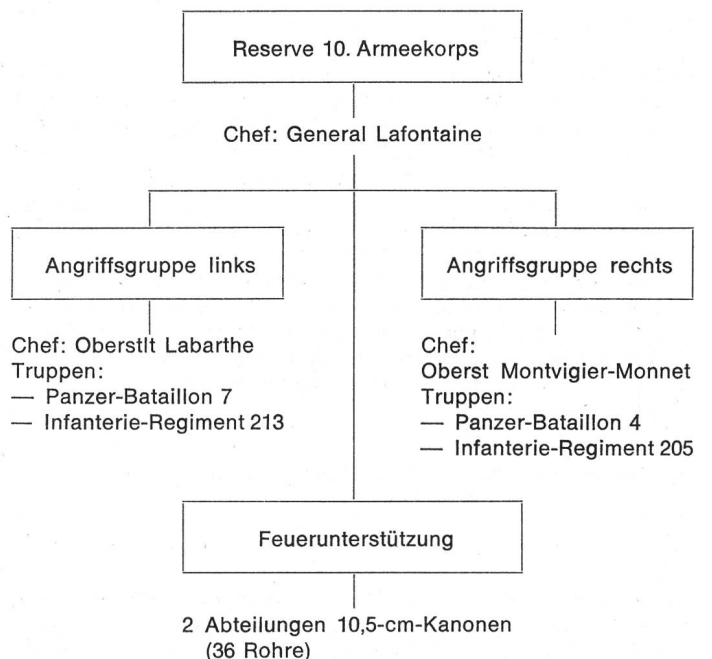 Reserve 10. Armeekorps
Chef: General Lafontaine
Angriffsgruppe links
Chef: Oberstlt Labarthe
Truppen:
— Panzer-Bataillon 7
— Infanterie-Regiment 213
Angriffsgruppe rechts
Chef:
Oberst Montvigier-Monnet
Truppen:
— Panzer-Bataillon 4
— Infanterie-Regiment 205
Feuerunterstützung
2 Abteilungen 10,5-cm-Kanonen
(36 Rohre)